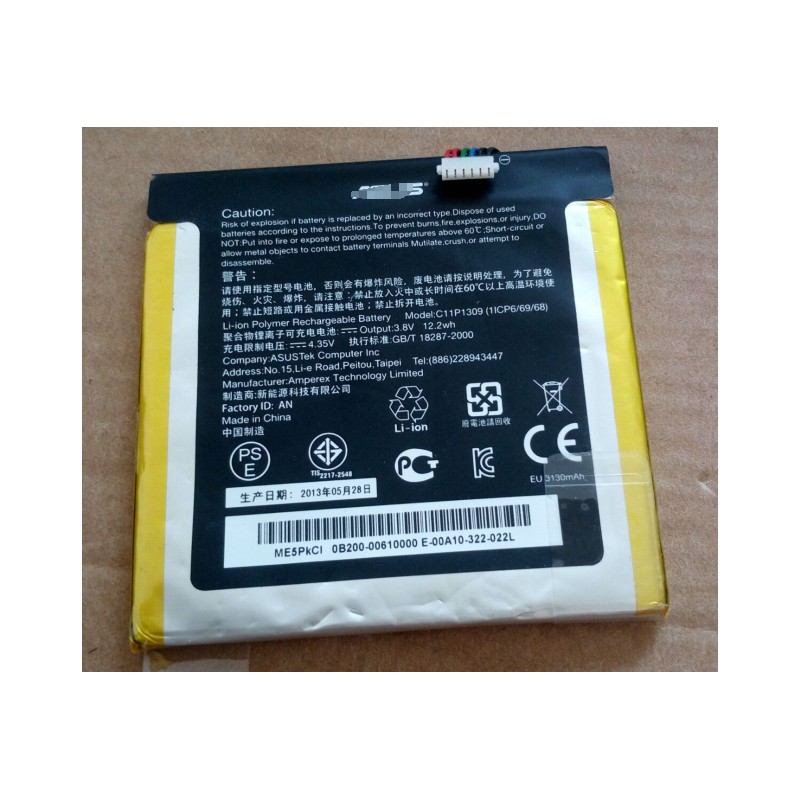 Caution:
Risk of explosion if battery is replaced by an incorrect type.Dispose of used
batteries according to the instructions.To prevent burns,fire,explosions,or injury,DO
NOT:Put into fire or expose to prolonged temperatures above 60℃;Short-circuit or
allow metal objects to contact battery terminals Mutilate,crush,or attempt to
disassemble.
警告:
请使用指定型号电池，否则会有爆炸风险，废电池请按说明处理，为了避免
烧伤、火灾、爆炸，请遵照: 禁止放入火中或高温60℃以上环境中;
禁止短路或用金属接触电池端子; 禁止拆开电池
Li-ion Polymer Rechargeable Battery Model:C11P1309 (1ICP6/69/68)
聚合物锂离子可充电电池: Output:3.8V 12.2wh
充电限制电压: 4.35V 执行标准:GB/T 18287-2000
Company:ASUSTek Computer Inc
Address:No.15,Li-e Road,Peitou,Taipei Tel:(886)228943447
Manufacturer:Amperex Technology Limited
制造商:新能源科技有限公司
Factory ID: AN
Made in China
中国制造
Li-ion
廢電池請回收
PS
E
TIS2217-2548
CE
EU 3130mAh
生产日期: 2013年05月28日
ME5PkCI 0B200-00610000 E-00A10-322-022L